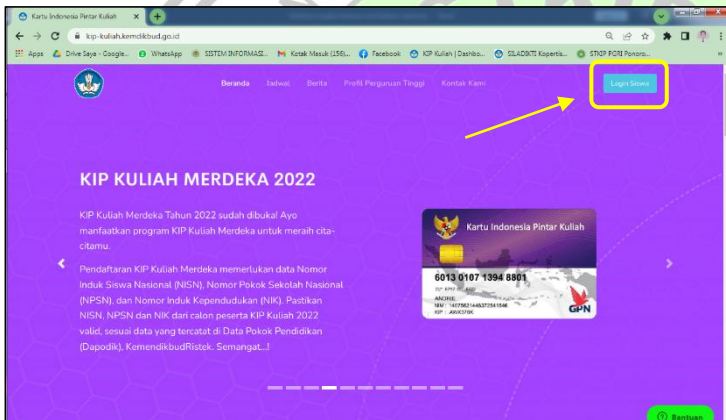 Kartu Indonesia Pintar Kuliah
kip-kuliah.kemdikbud.go.id
Apps
Drive Saya - Google...
WhatsApp
SISTEM INFORMASI...
Kotak Masuk (156)...
Facebook
KIP Kuliah | Dashbo...
SILADIKTI Kopertis...
STKIP PGRI Ponoro...
Beranda Jadwal Berita Profil Perguruan Tinggi Kontak Kami
Login Siswa
KIP KULIAH MERDEKA 2022
KIP Kuliah Merdeka Tahun 2022 sudah dibuka! Ayo
manfaatkan program KIP Kuliah Merdeka untuk meraih cita-
citamu.
Pendaftaran KIP Kuliah Merdeka memerlukan data Nomor
Induk Siswa Nasional (NISN), Nomor Pokok Sekolah Nasional
(NPSN), dan Nomor Induk Kependudukan (NIK). Pastikan
NISN, NPSN dan NIK dari calon peserta KIP Kuliah 2022
valid, sesuai data yang tercatat di Data Pokok Pendidikan
(Dapodik), KemendikbudRistek. Semangat...!
Kartu Indonesia Pintar Kuliah
6013 0107 1394 8801
ANDRIE
GPN
Bantuan